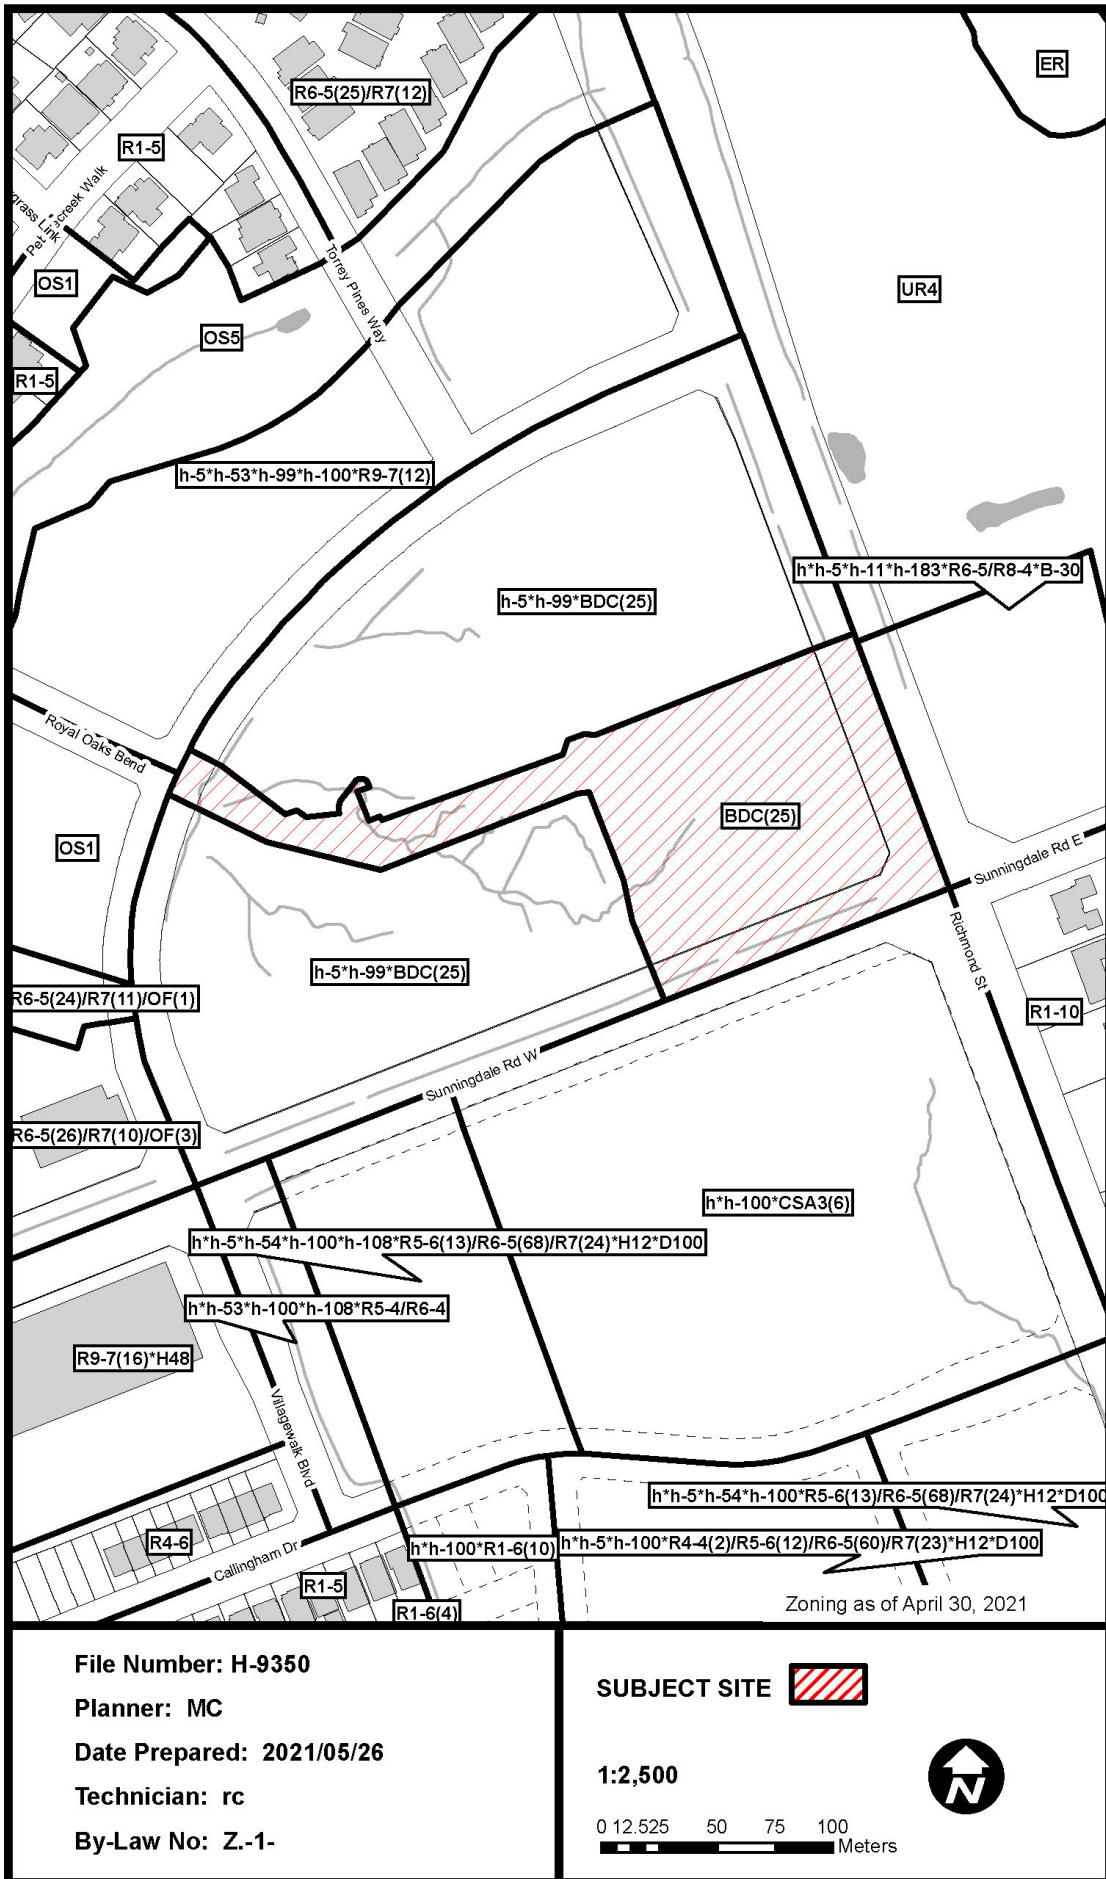 ER
R6-5(25)/R7(12)
R1-5
creek Walk
grass Link
Pet
OS1
UR4
Torrey Pines Way
OS5
R1-5
h-5*h-53*h-99*h-100*R9-7(12)
h*h-5*h-11*h-183*R6-5/R8-4*B-30
h-5*h-99*BDC(25)
Royal Oaks Bend
BDC(25)
OS1
Sunningdale Rd E
Richmond St
h-5*h-99*BDC(25)
R6-5(24)/R7(11)/OF(1)
R1-10
Sunningdale Rd W
R6-5(26)/R7(10)/OF(3)
h*h-100*CSA3(6)
h*h-5*h-54*h-100*h-108*R5-6(13)/R6-5(68)/R7(24)*H12*D100
h*h-53*h-100*h-108*R5-4/R6-4
R9-7(16)*H48
Villagewalk Blvd
h*h-5*h-54*h-100*R5-6(13)/R6-5(68)/R7(24)*H12*D100
R4-6
h*h-100*R1-6(10)
h*h-5*h-100*R4-4(2)/R5-6(12)/R6-5(60)/R7(23)*H12*D100
Callingham Dr
R1-5
R1-6(4)
Zoning as of April 30, 2021
File Number: H-9350
Planner: MC
Date Prepared: 2021/05/26
Technician: rc
By-Law No: Z.-1-
SUBJECT SITE
1:2,500
N
0 12.525 50 75 100
Meters